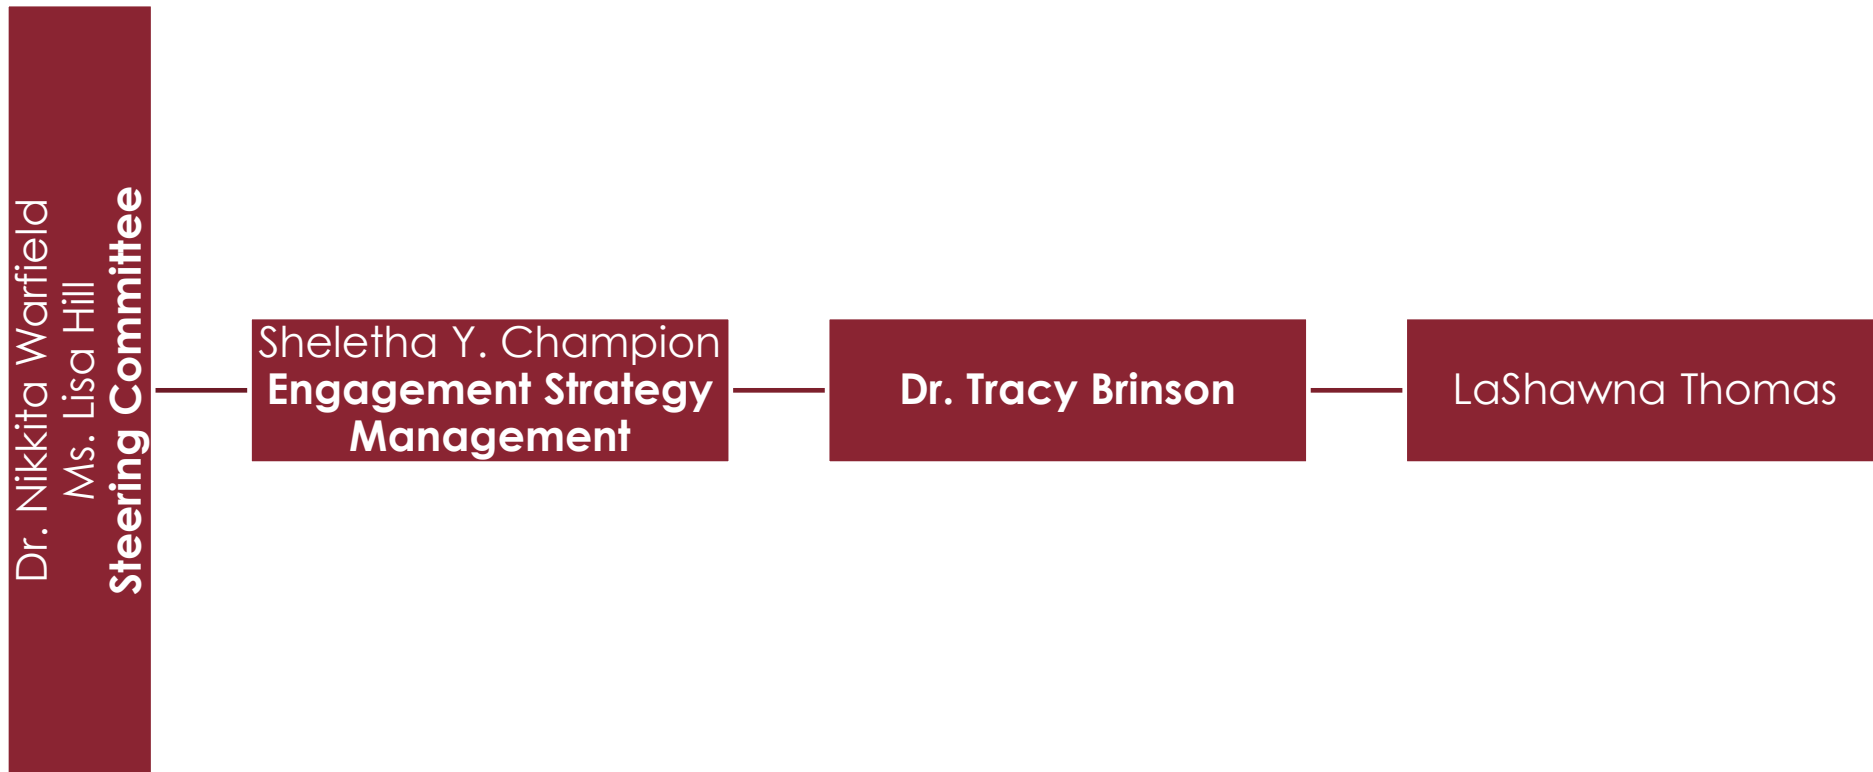 Dr. Nikkita Warfield
Ms. Lisa Hill
Steering Committee
Sheletha Y. Champion
Engagement Strategy
Management
Dr. Tracy Brinson
LaShawna Thomas